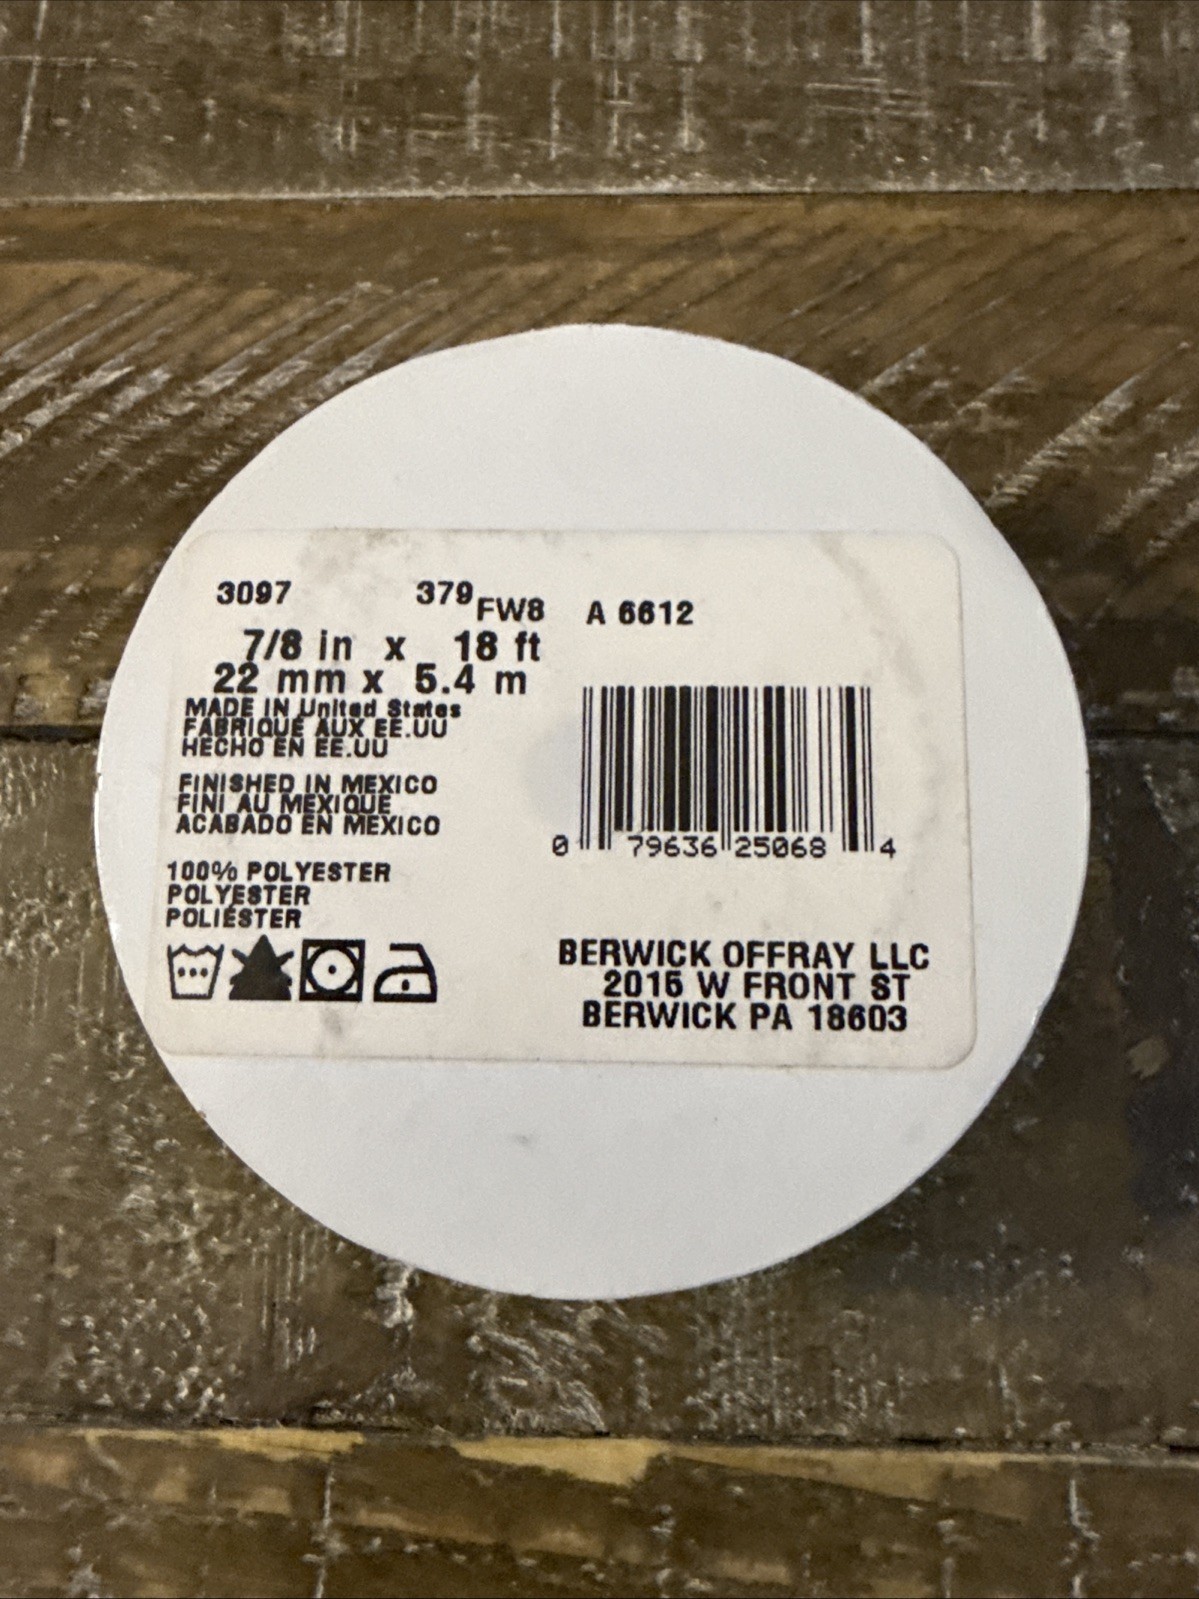 3097 379 FW8 A 6612
7/8 in x 18 ft
22 mm x 5.4 m
MADE IN United States
FABRIQUÉ AUX EE.UU
HECHO EN EE.UU
FINISHED IN MEXICO
FINI AU MEXIQUE
ACABADO EN MEXICO
100% POLYESTER
POLYESTER
POLIÉSTER
0 79636 25068 4
BERWICK OFFRAY LLC
2015 W FRONT ST
BERWICK PA 18603